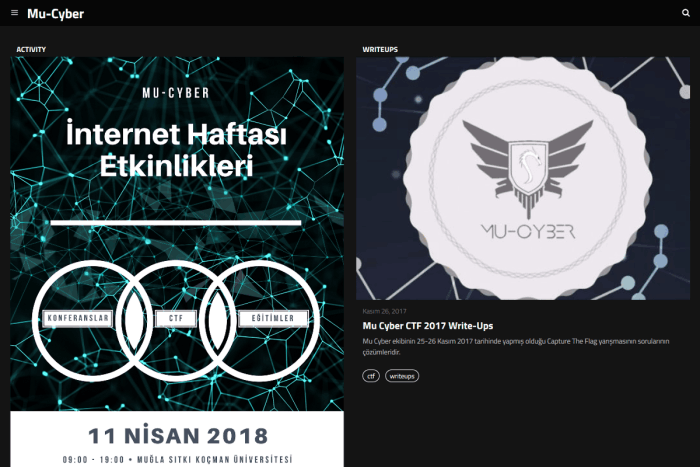 Mu-Cyber
ACTIVITY
MU-CYBER
İnternet Haftası
Etkinlikleri
KONFERANSLAR
CTF
EĞİTİMLER
11 NİSAN 2018
09:00 - 19:00 • MUĞLA SITKI KOÇMAN ÜNİVERSİTESİ
WRITEUPS
MU-CYBER
Kasım 26, 2017
Mu Cyber CTF 2017 Write-Ups
Mu Cyber ekibinin 25-26 Kasım 2017 tarihinde yapmış olduğu Capture The Flag yarışmasının sorularının
çözümleridir.
ctf
writeups